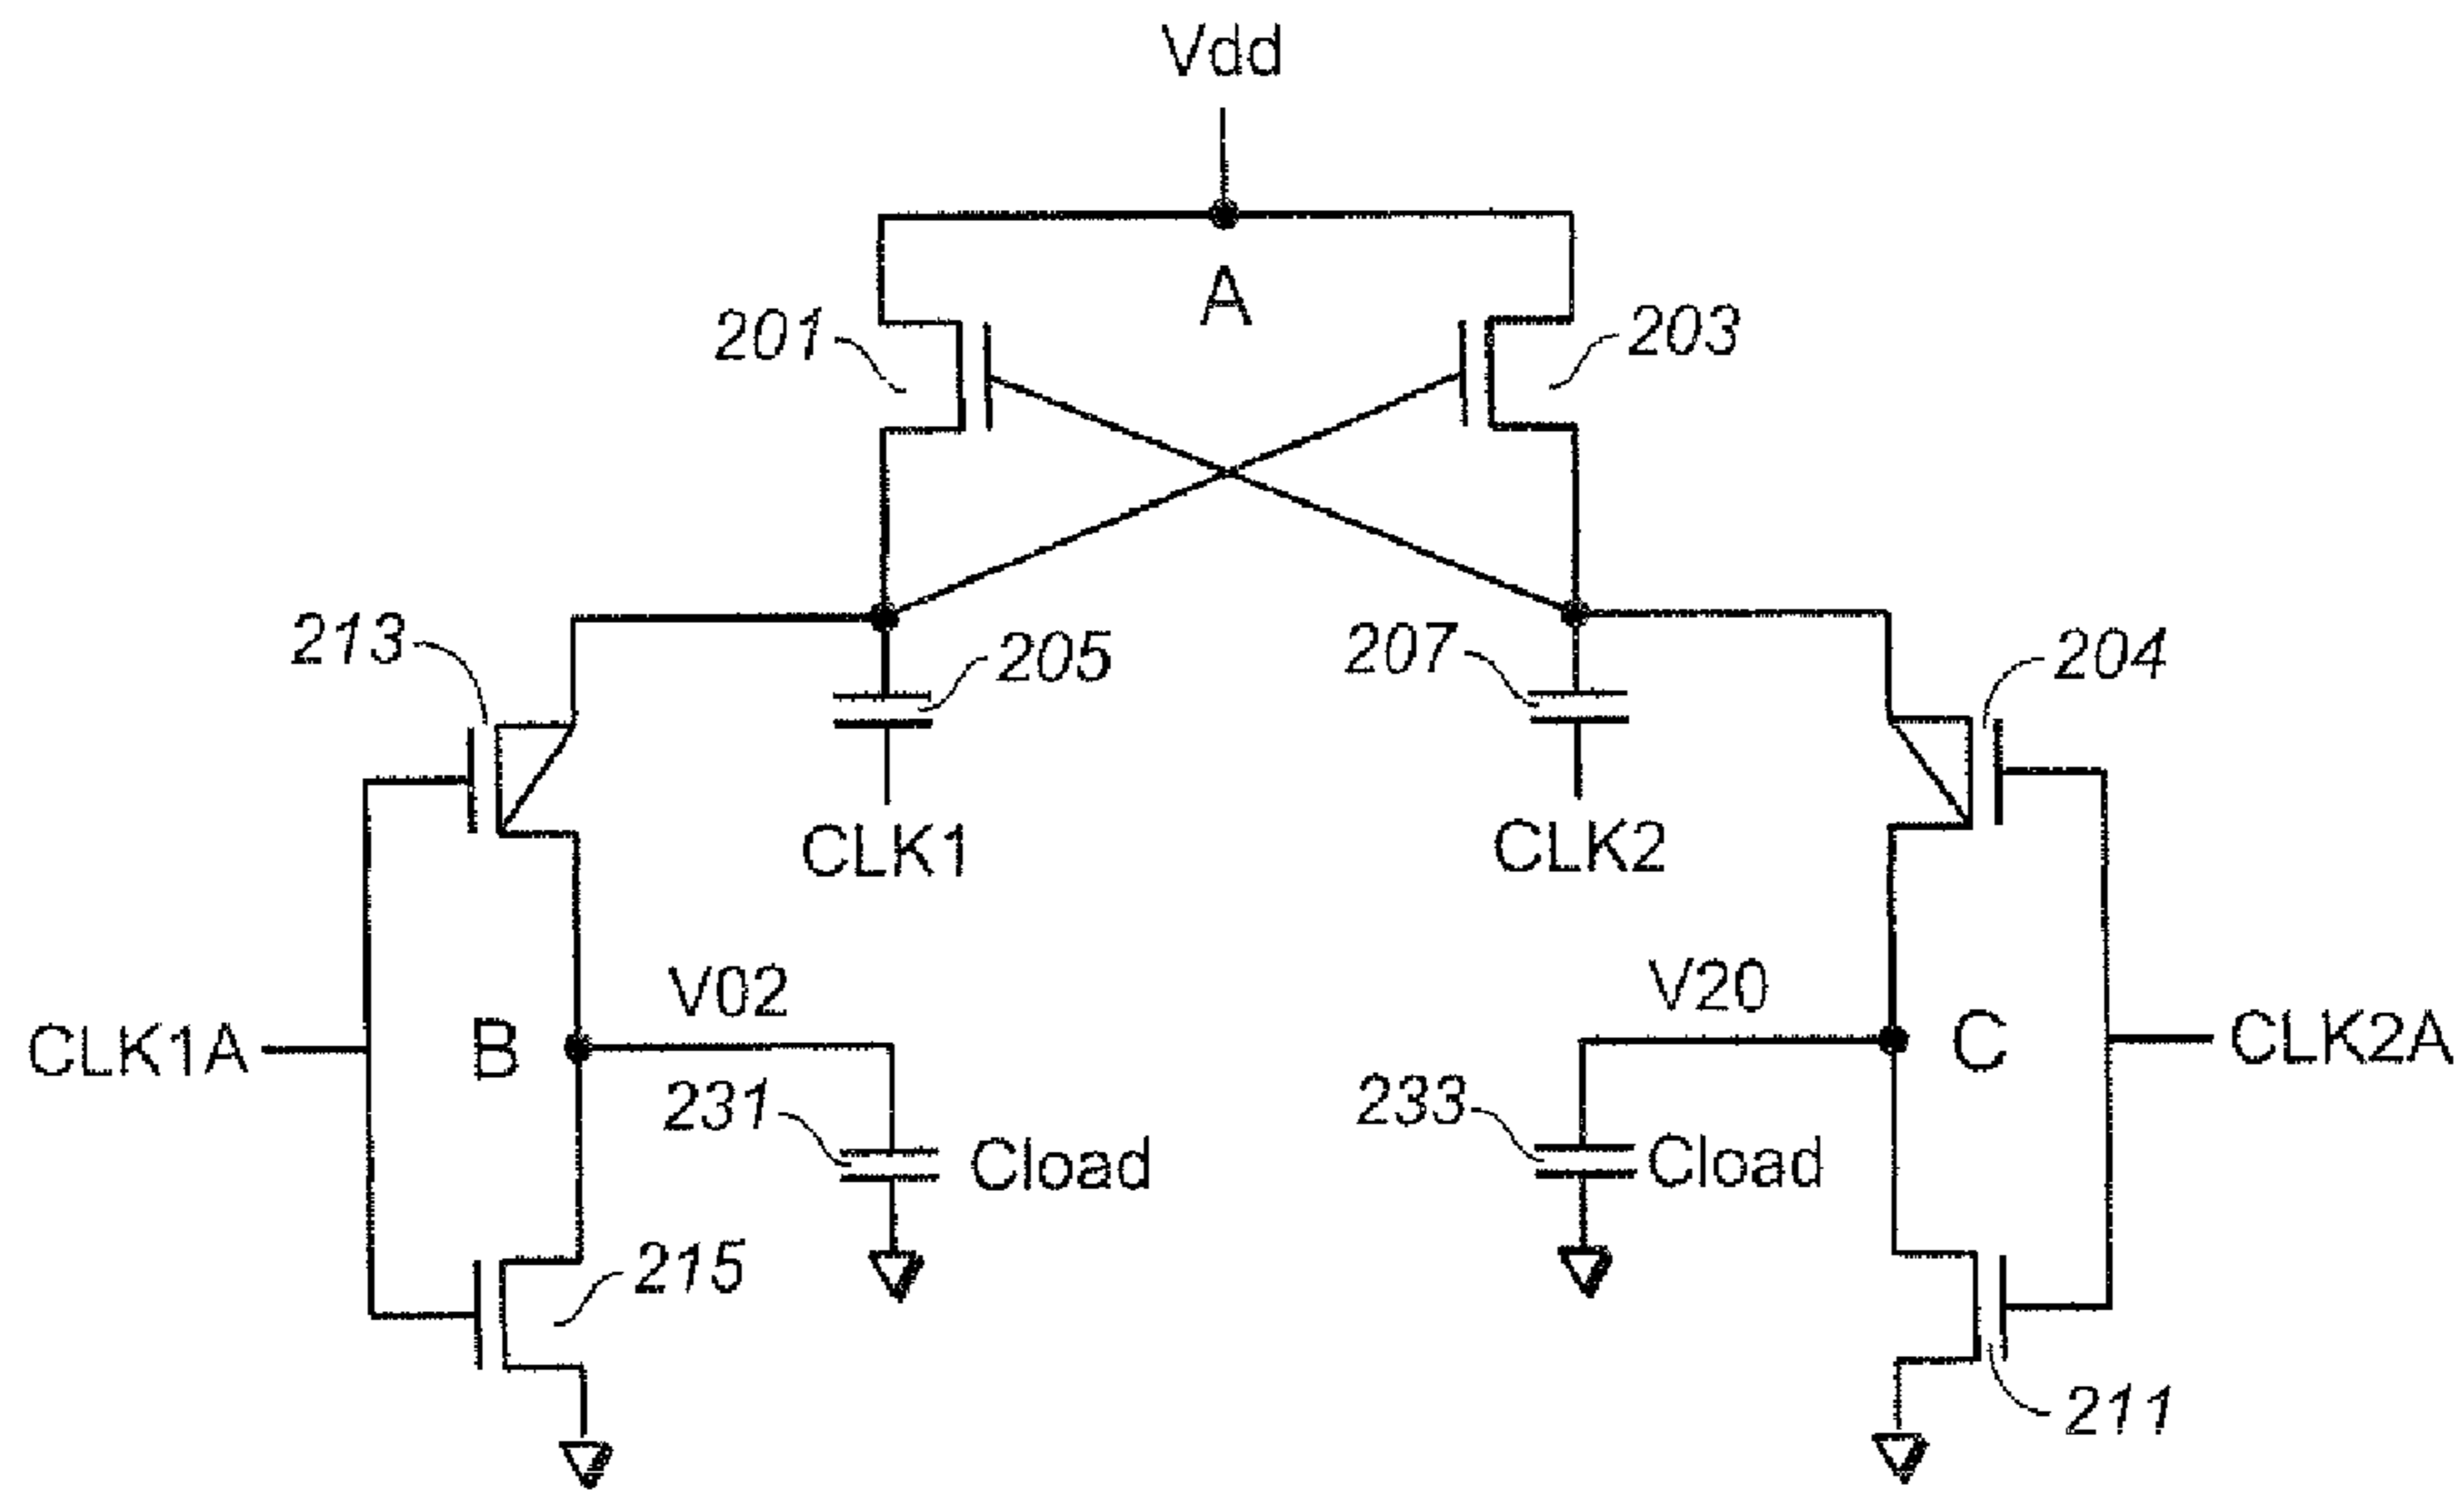 Vdd
A
201
203
213
205
207
204
CLK1
CLK2
V02
V20
CLK1A
B
C
CLK2A
231
Cload
233
Cload
215
211